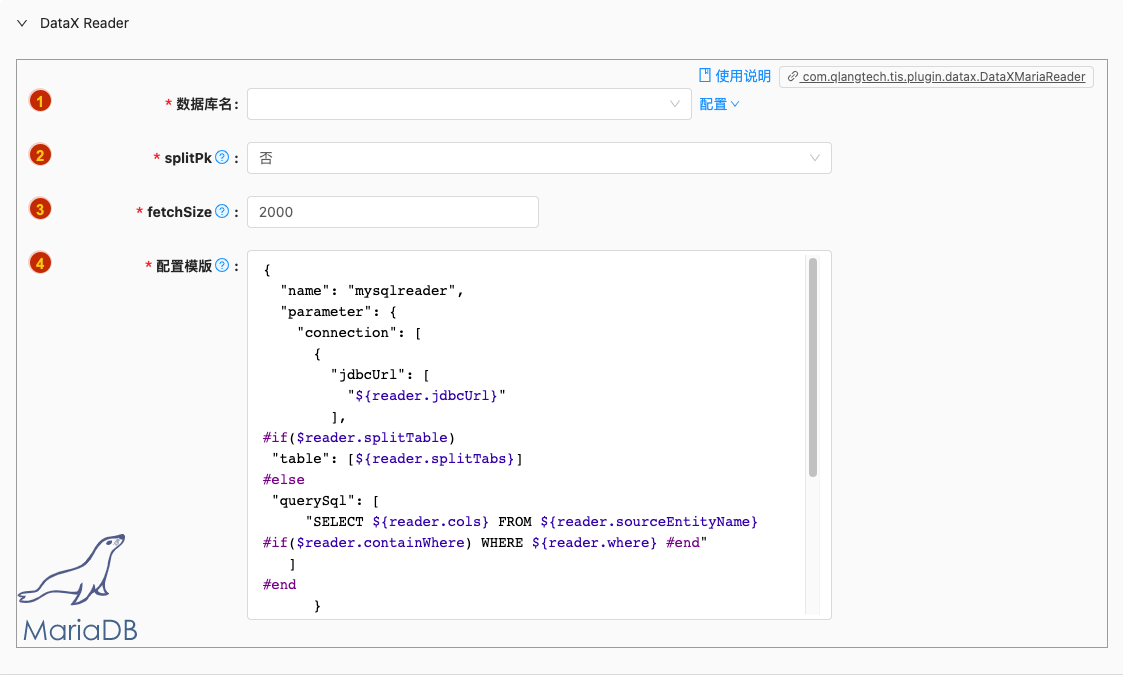 DataX Reader
使用说明 com.qlangtech.tis.plugin.datax.DataXMariaReader
1 * 数据库名: 配置
2 * splitPk ? : 否
3 * fetchSize ? : 2000
4 * 配置模版 ? :
{
"name": "mysqlreader",
"parameter": {
"connection": [
{
"jdbcUrl": [
"${reader.jdbcUrl}"
],
#if($reader.splitTable)
"table": [${reader.splitTabs}]
#else
"querySql": [
"SELECT ${reader.cols} FROM ${reader.sourceEntityName}
#if($reader.containWhere) WHERE ${reader.where} #end"
]
#end
}
MariaDB